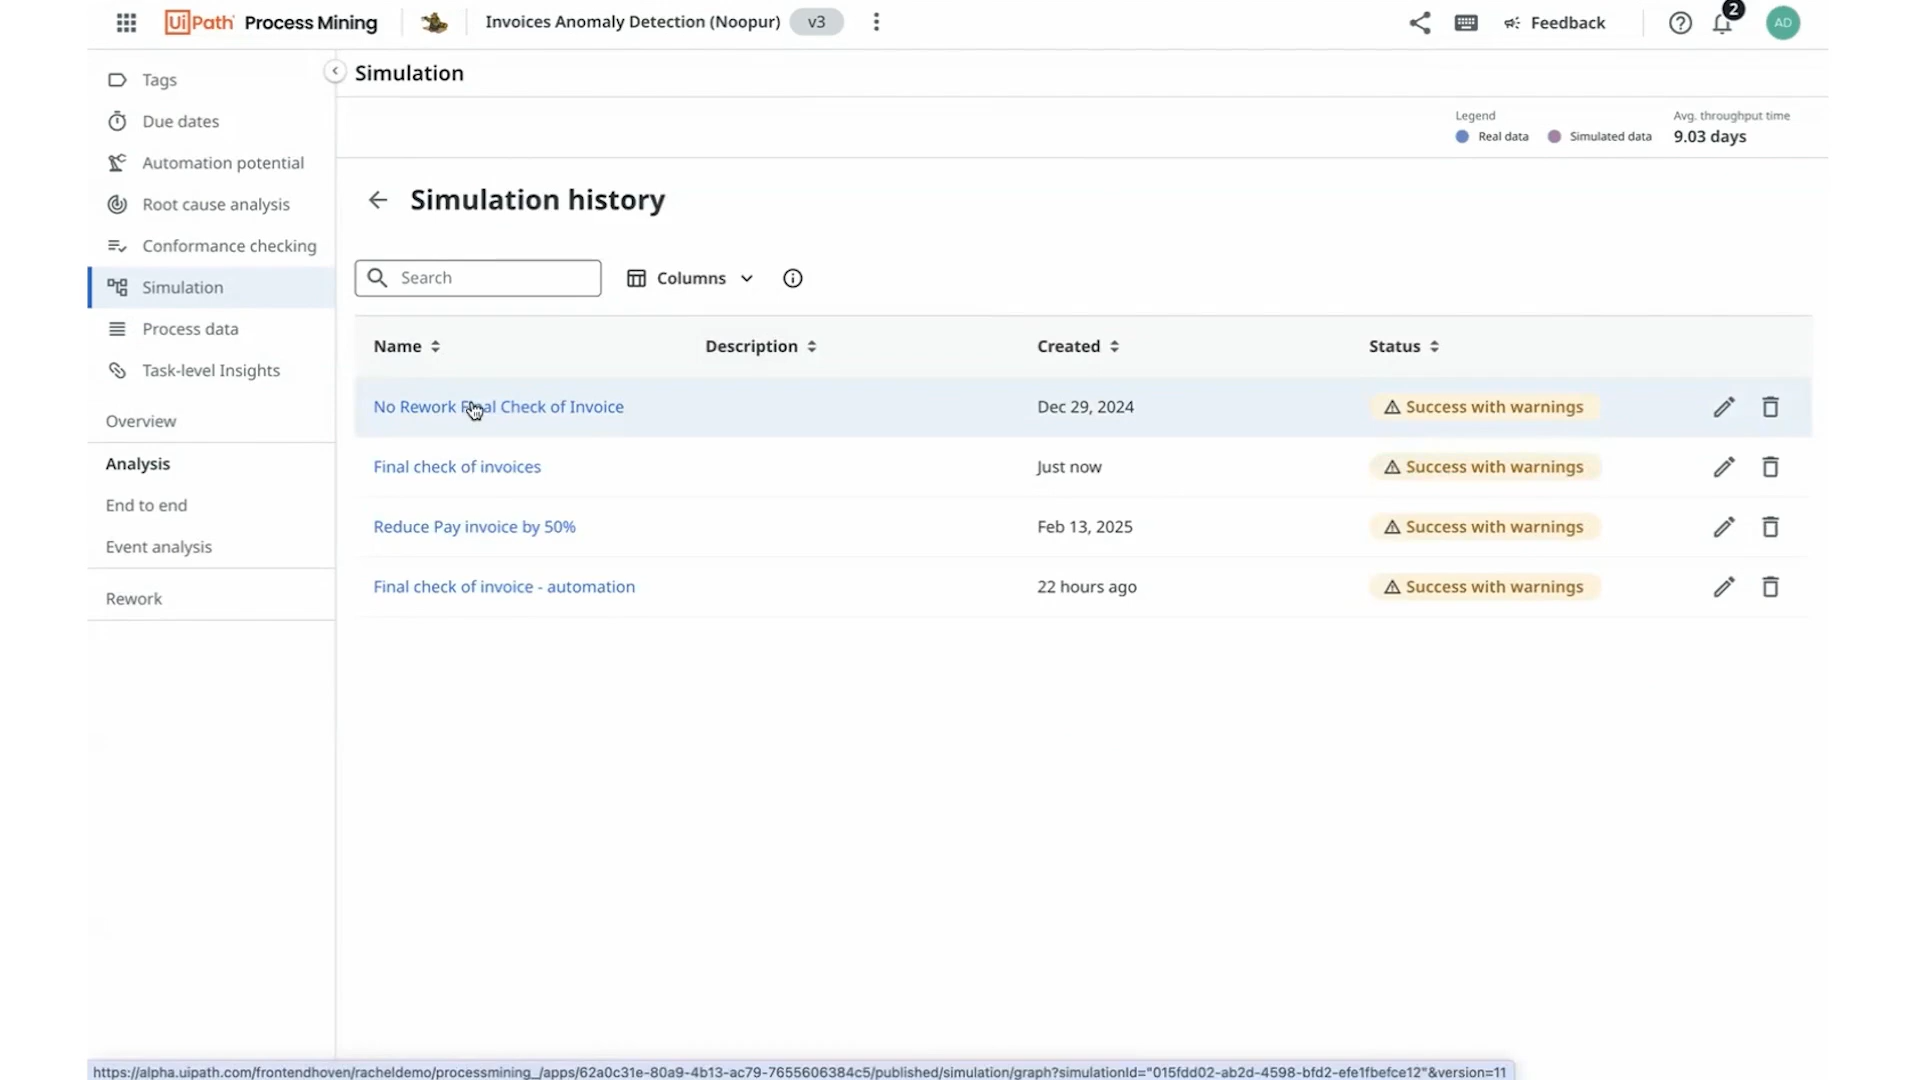 UiPath Process Mining
Invoices Anomaly Detection (Noopur) v3
Feedback
2
AD
Tags
Due dates
Automation potential
Root cause analysis
Conformance checking
Simulation
Process data
Task-level Insights
Overview
Analysis
End to end
Event analysis
Rework
Simulation
Legend
Real data
Simulated data
Avg. throughput time
9.03 days
Simulation history
Search
Columns
Name Description Created Status
No Rework Final Check of Invoice Dec 29, 2024 Success with warnings
Final check of invoices Just now Success with warnings
Reduce Pay invoice by 50% Feb 13, 2025 Success with warnings
Final check of invoice - automation 22 hours ago Success with warnings
https://alpha.uipath.com/frontendhoven/racheldemo/processmining_/apps/62a0c31e-80a9-4b13-ac79-7655606384c5/published/simulation/graph?simulationId="015fdd02-ab2d-4598-bfd2-efe1fbefce12"&version=11